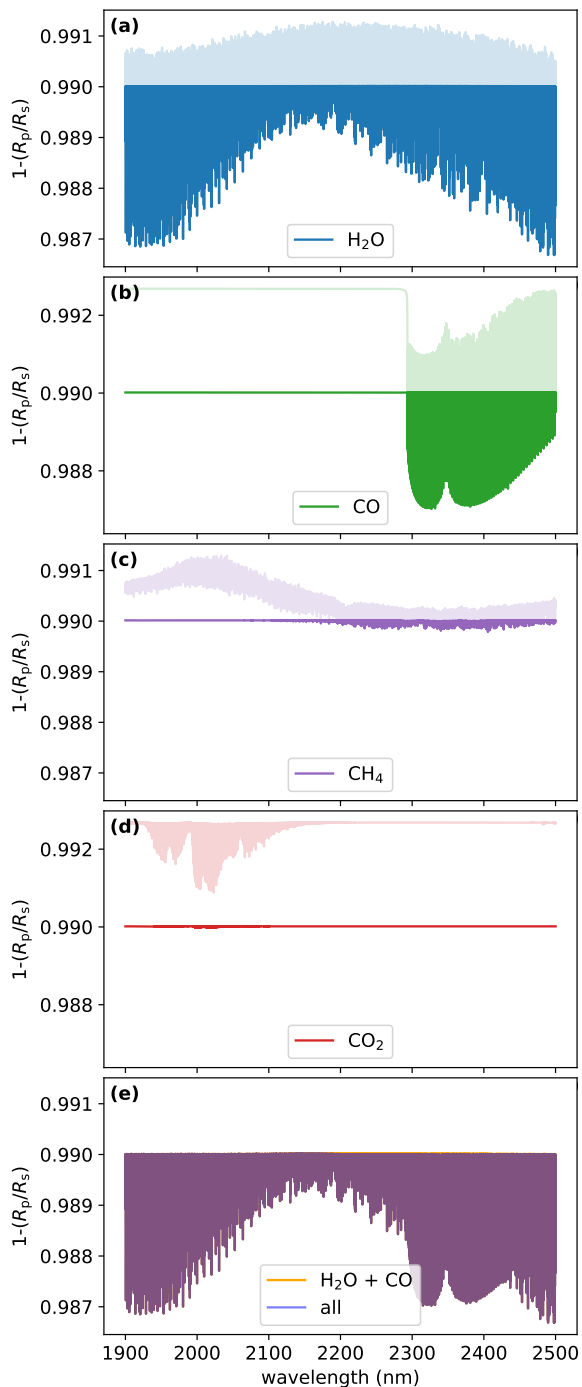 (a)
0.991
0.990
0.989
0.988
0.987
1-(Rp/Rs)
H₂O
(b)
0.992
0.990
0.988
1-(Rp/Rs)
CO
(c)
0.991
0.990
0.989
0.988
0.987
1-(Rp/Rs)
CH₄
(d)
0.992
0.990
0.988
1-(Rp/Rs)
CO₂
(e)
0.991
0.990
0.989
0.988
0.987
1-(Rp/Rs)
H₂O + CO
all
1900 2000 2100 2200 2300 2400 2500
wavelength (nm)